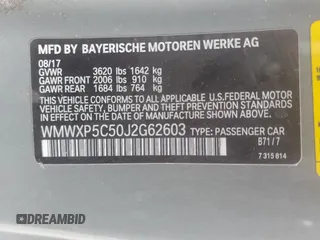 MFD BY BAYERISCHE MOTOREN WERKE AG
08/17
GVWR 3620 lbs 1642 kg
GAWR FRONT 2006 lbs 910 kg
GAWR REAR 1684 lbs 764 kg
THIS VEHICLE CONFORMS TO ALL APPLICABLE U.S. FEDERAL MOTOR
VEHICLE SAFETY, BUMPER, AND THEFT PREVENTION STANDARDS IN
EFFECT ON THE DATE OF MANUFACTURE SHOWN ABOVE.
WMWXP5C50J2G62603 TYPE: PASSENGER CAR
B71/7
7 315 814
DREAMBID